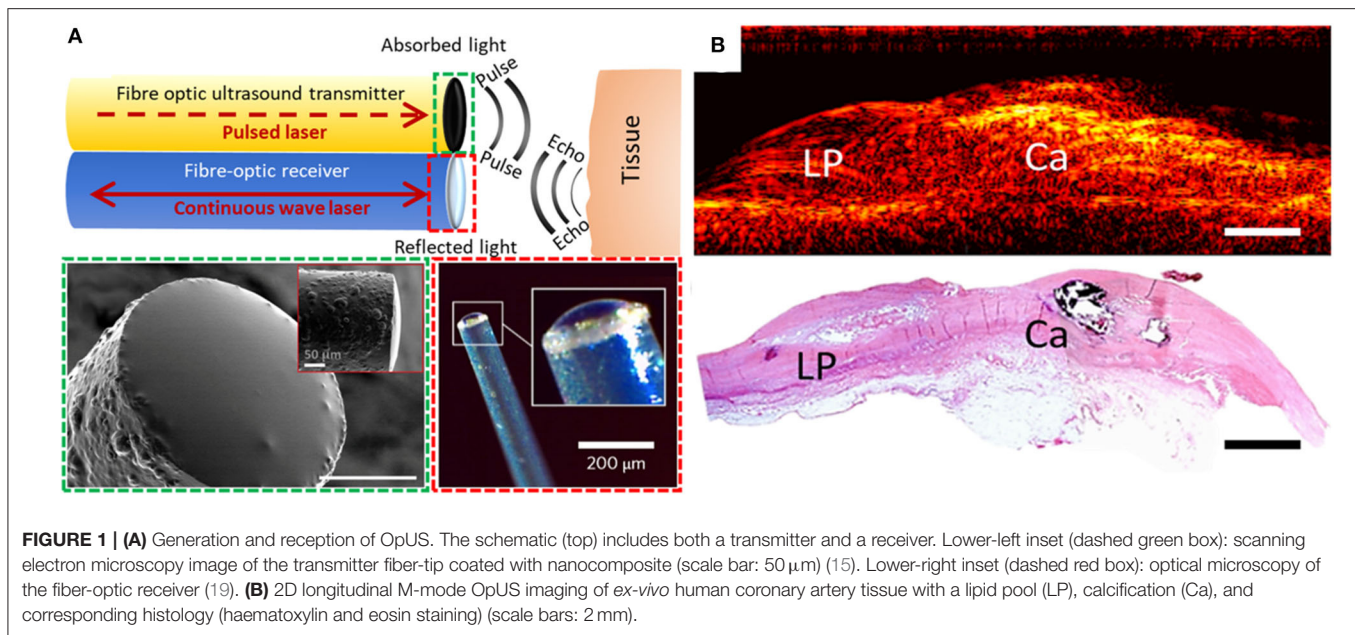 A
Absorbed light
Fibre optic ultrasound transmitter
Pulsed laser
Pulse
Pulse
Fibre-optic receiver
Continuous wave laser
Echo
Echo
Tissue
Reflected light
50 μm
200 μm
B
LP
Ca
LP
Ca
FIGURE 1 | (A) Generation and reception of OpUS. The schematic (top) includes both a transmitter and a receiver. Lower-left inset (dashed green box): scanning
electron microscopy image of the transmitter fiber-tip coated with nanocomposite (scale bar: 50 μm) (15). Lower-right inset (dashed red box): optical microscopy of
the fiber-optic receiver (19). (B) 2D longitudinal M-mode OpUS imaging of ex-vivo human coronary artery tissue with a lipid pool (LP), calcification (Ca), and
corresponding histology (haematoxylin and eosin staining) (scale bars: 2 mm).